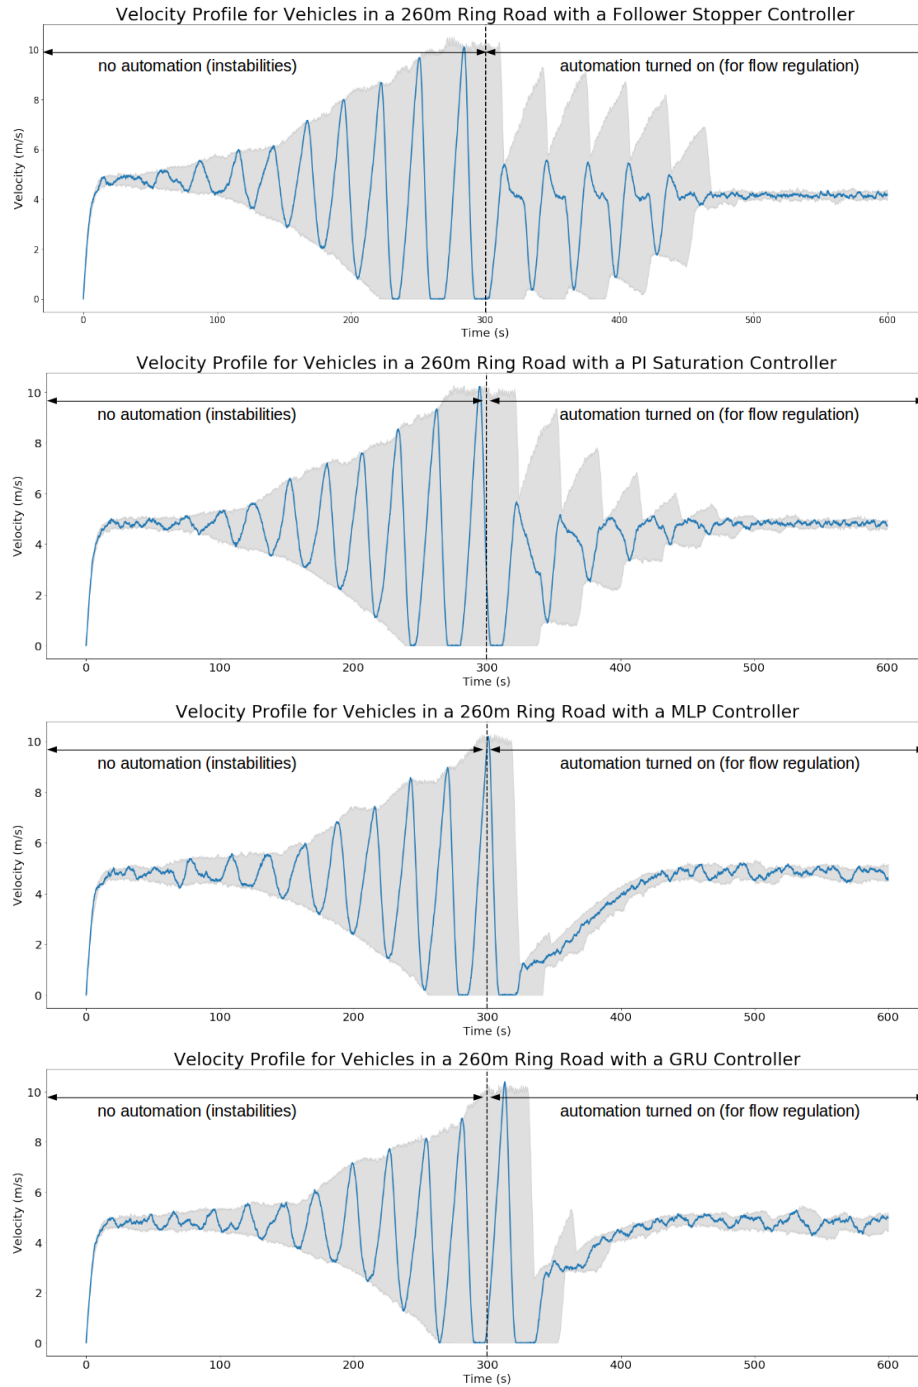 Velocity Profile for Vehicles in a 260m Ring Road with a Follower Stopper Controller
no automation (instabilities) automation turned on (for flow regulation)
Velocity (m/s)
10
8
6
4
2
0
0 100 200 300 400 500 600
Time (s)
Velocity Profile for Vehicles in a 260m Ring Road with a PI Saturation Controller
no automation (instabilities) automation turned on (for flow regulation)
Velocity (m/s)
10
8
6
4
2
0
0 100 200 300 400 500 600
Time (s)
Velocity Profile for Vehicles in a 260m Ring Road with a MLP Controller
no automation (instabilities) automation turned on (for flow regulation)
Velocity (m/s)
10
8
6
4
2
0
0 100 200 300 400 500 600
Time (s)
Velocity Profile for Vehicles in a 260m Ring Road with a GRU Controller
no automation (instabilities) automation turned on (for flow regulation)
Velocity (m/s)
10
8
6
4
2
0
0 100 200 300 400 500 600
Time (s)